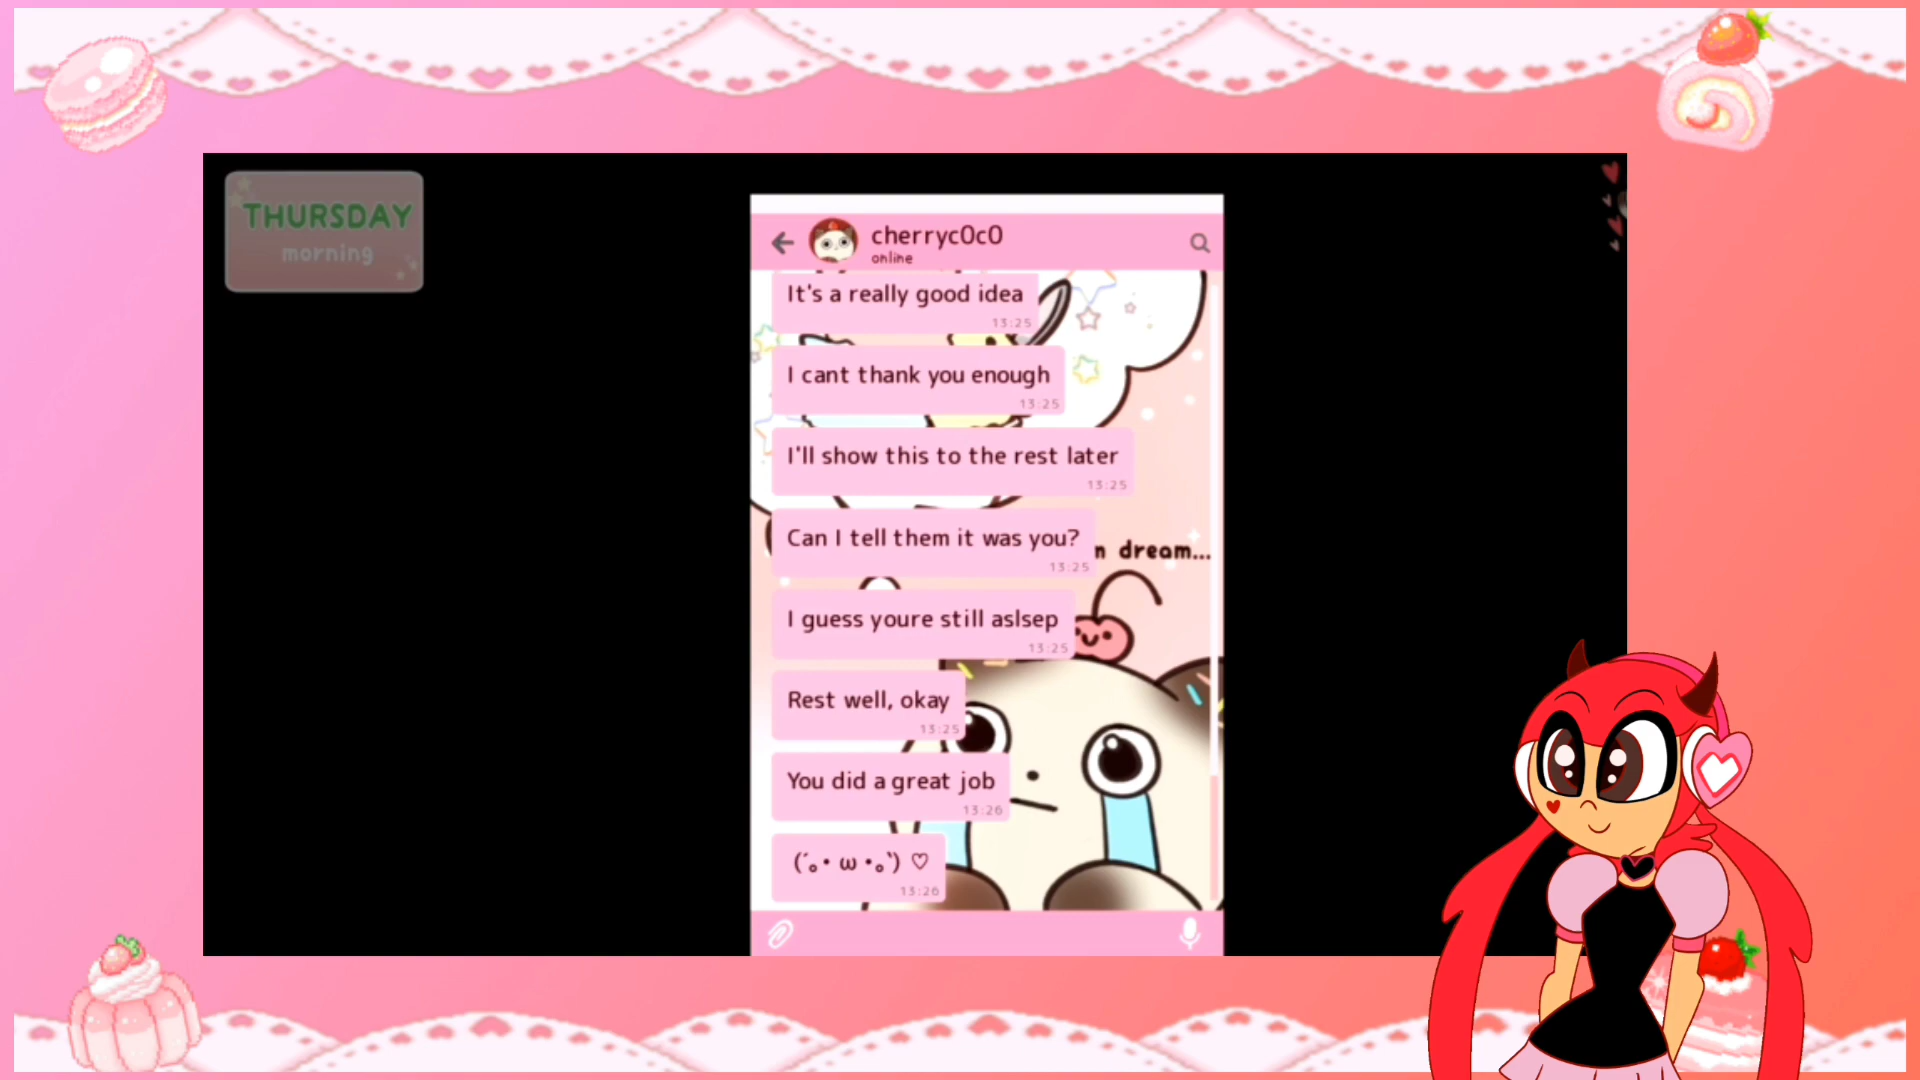 THURSDAY
morning
cherryc0c0
online
It's a really good idea
13:25
I cant thank you enough
13:25
I'll show this to the rest later
13:25
Can I tell them it was you?
13:25
n dream...
I guess youre still aslsep
13:25
Rest well, okay
13:25
You did a great job
13:26
(´｡• ω •｡`) ♡
13:26